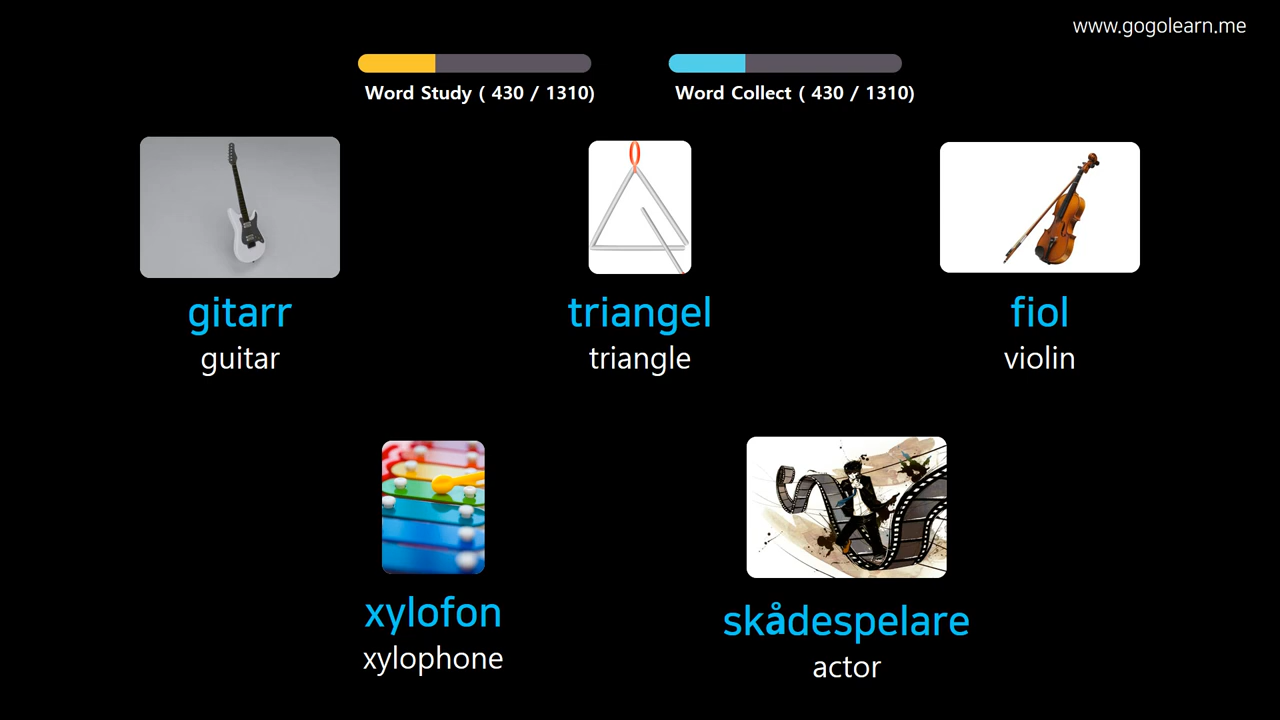 www.gogolearn.me
Word Study ( 430 / 1310)
Word Collect ( 430 / 1310)
gitarr
guitar
triangel
triangle
fiol
violin
xylofon
xylophone
skådespelare
actor